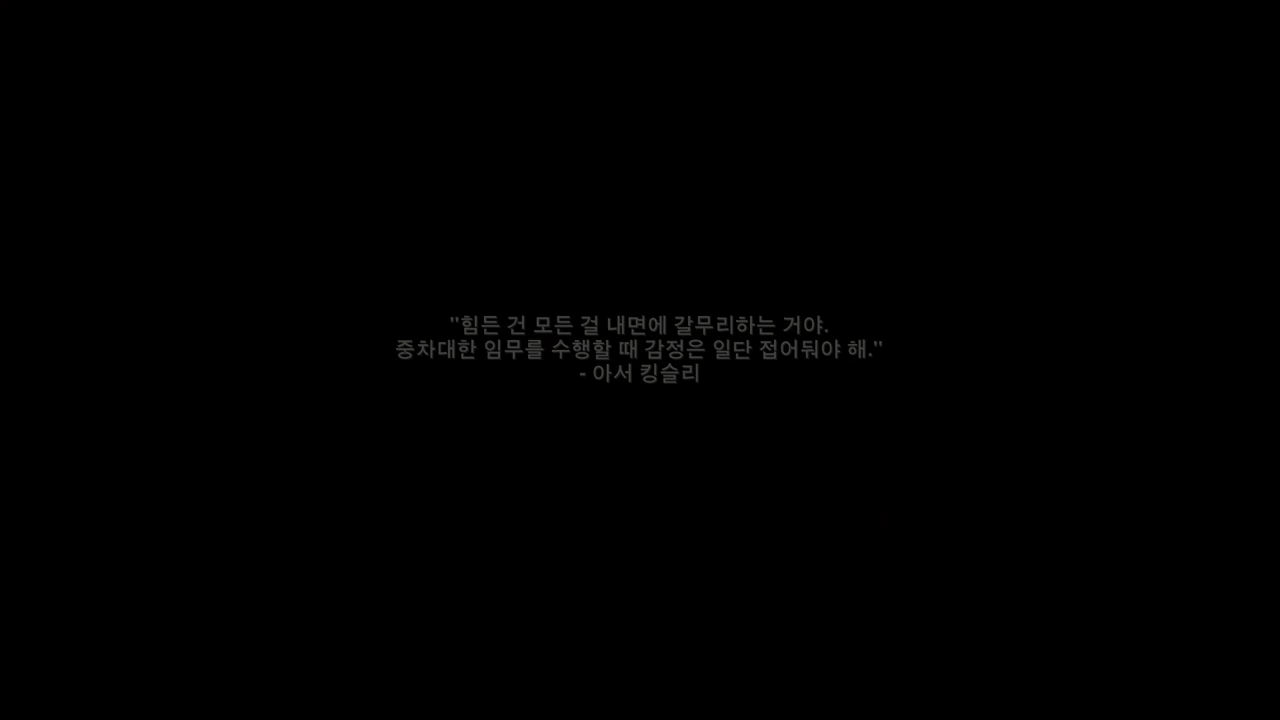 "힘든 건 모든 걸 내면에 갈무리하는 거야.
중차대한 임무를 수행할 때 감정은 일단 접어둬야 해."
- 아서 킹슬리